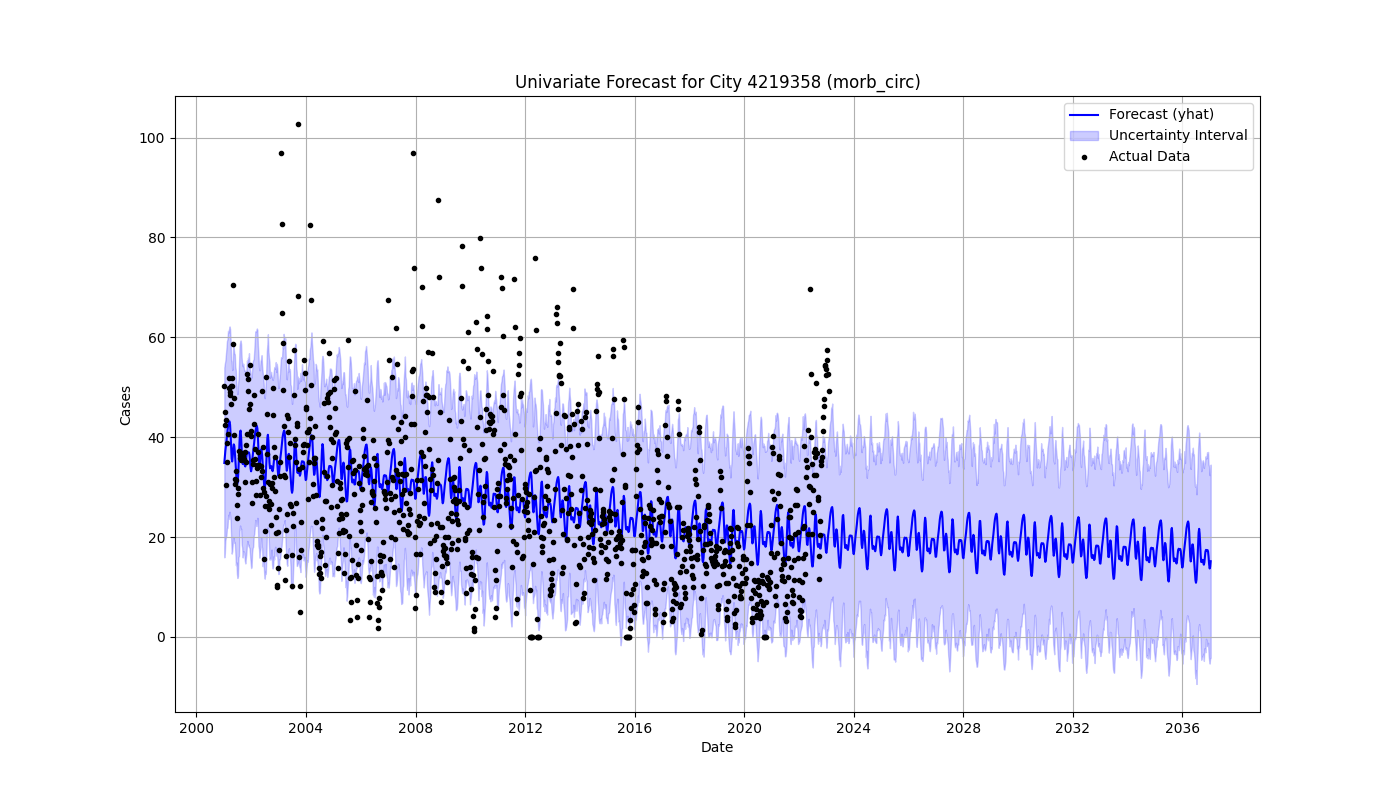 Univariate Forecast for City 4219358 (morb_circ)
Forecast (yhat)
Uncertainty Interval
Actual Data
Cases
100
80
60
40
20
0
2000 2004 2008 2012 2016 2020 2024 2028 2032 2036
Date